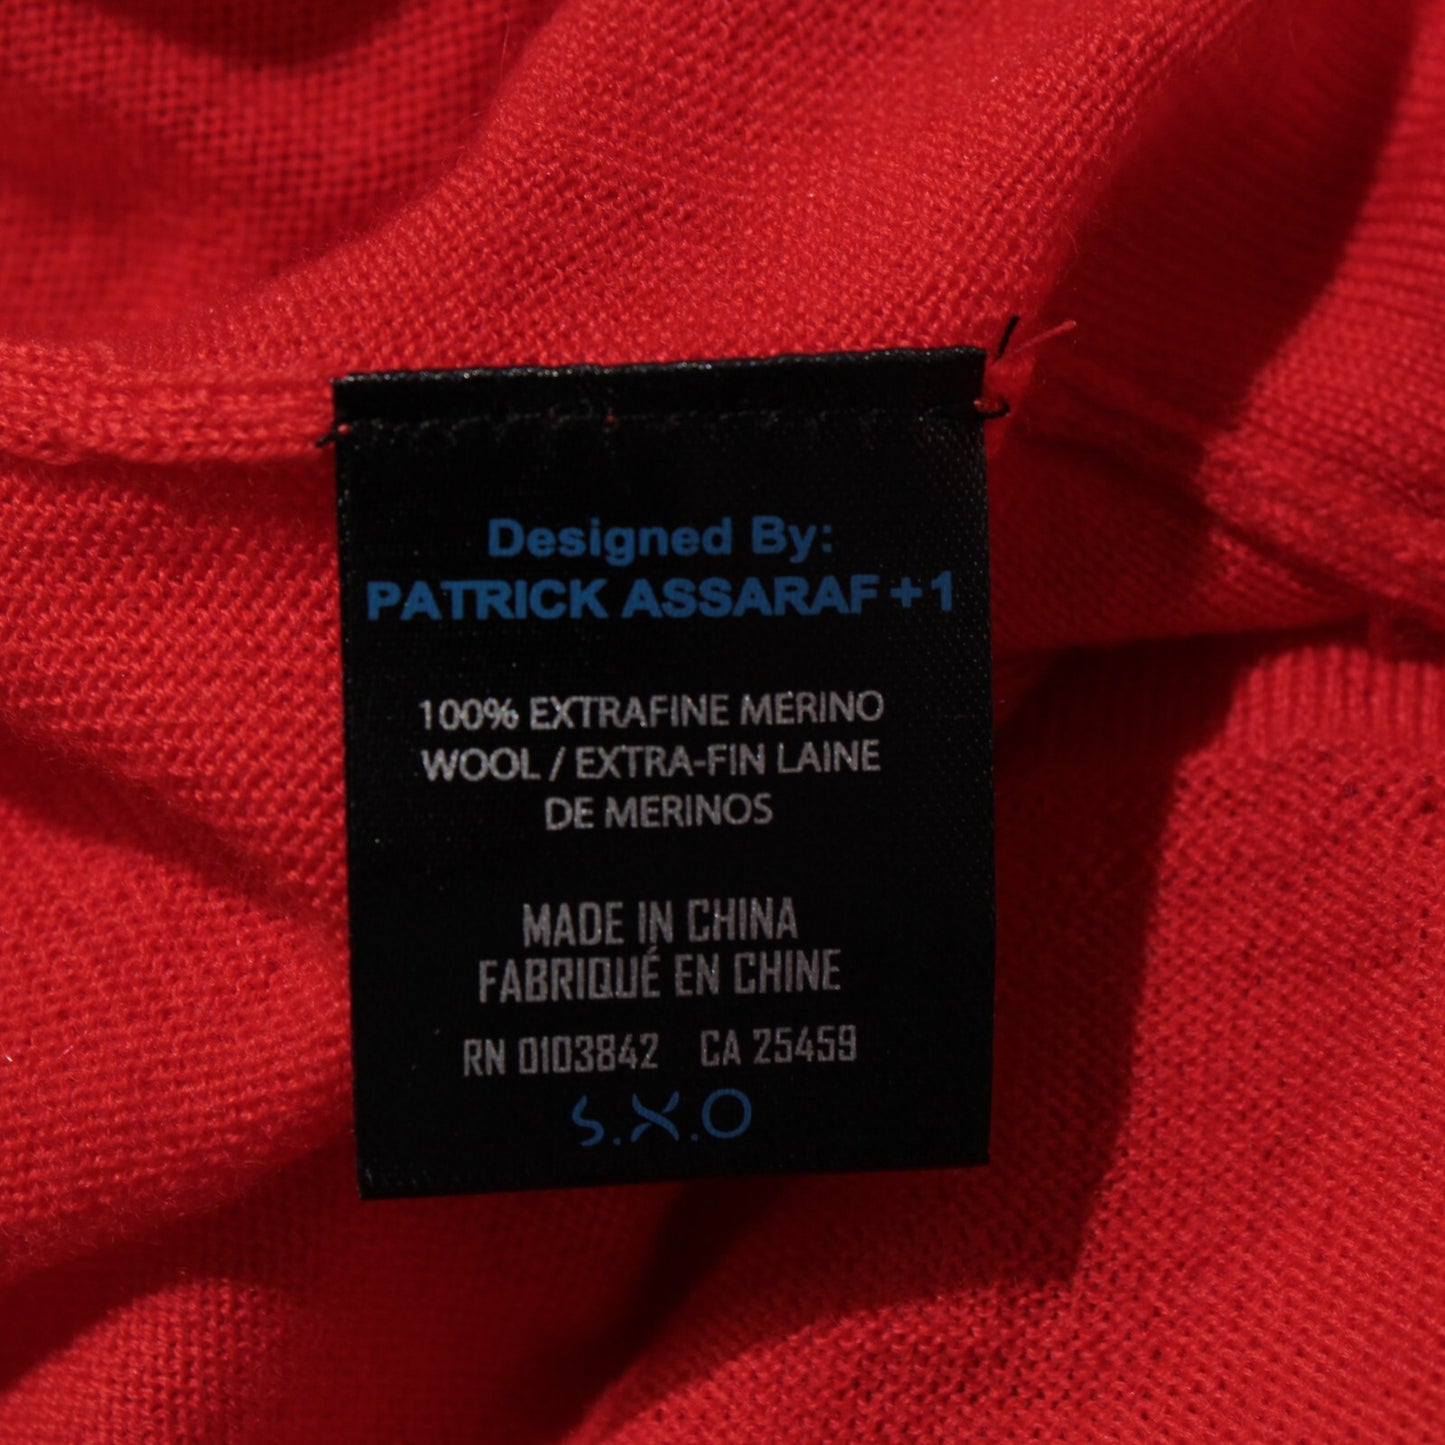 Designed By:
PATRICK ASSARAF +1
100% EXTRAFINE MERINO
WOOL / EXTRA-FIN LAINE
DE MERINOS
MADE IN CHINA
FABRIQUÉ EN CHINE
RN 0103842 CA 25459
S.X.O